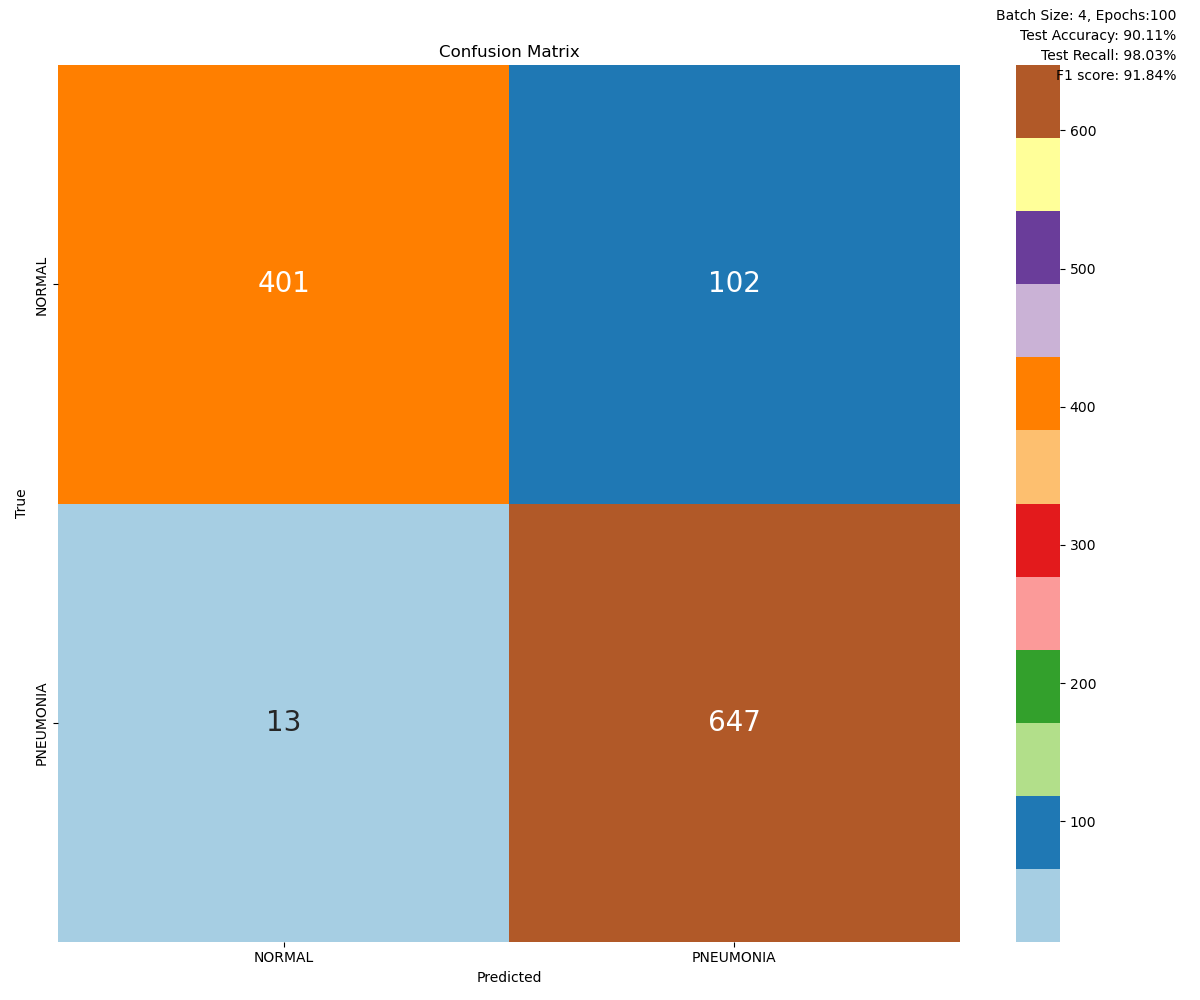 Batch Size: 4, Epochs:100
Test Accuracy: 90.11%
Test Recall: 98.03%
F1 score: 91.84%
Confusion Matrix
NORMAL
PNEUMONIA
True
401
102
13
647
NORMAL
PNEUMONIA
Predicted
600
500
400
300
200
100